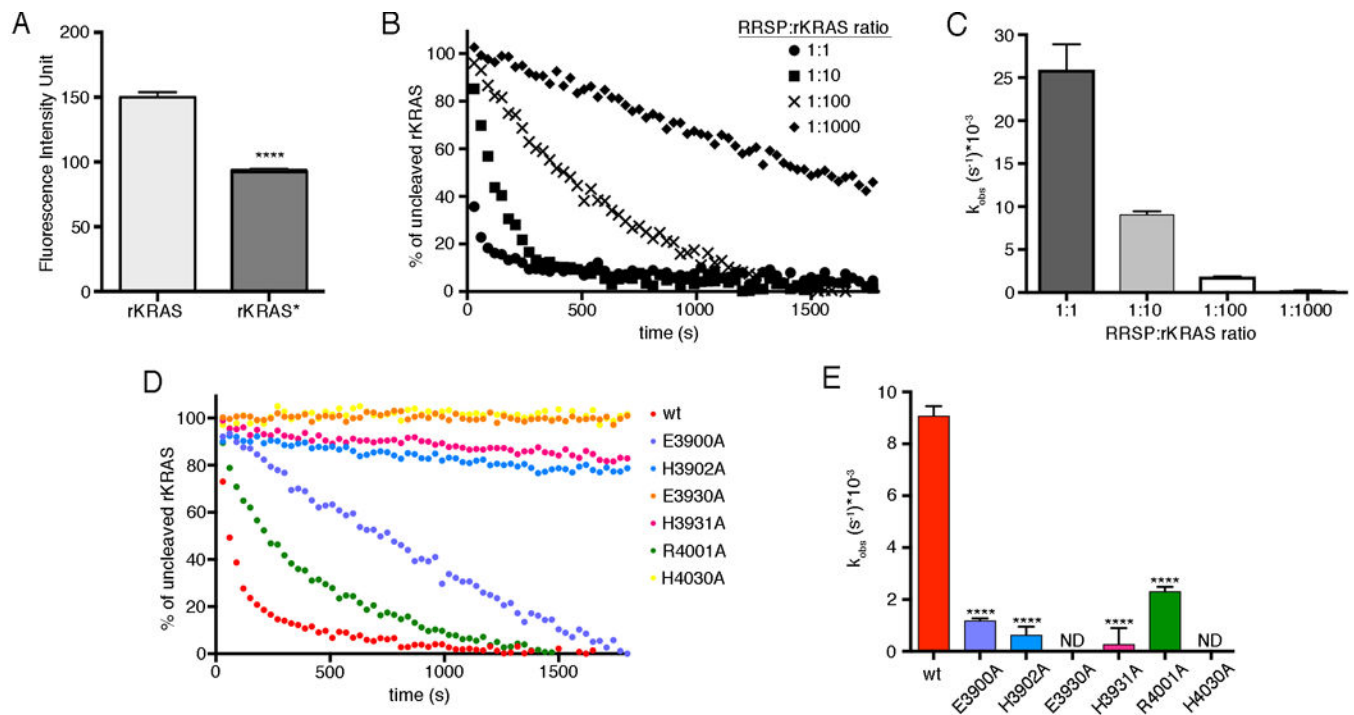 A
Fluorescence Intensity Unit
200
150
100
50
0
****
rKRAS
rKRAS*
B
% of uncleaved rKRAS
100
80
60
40
20
0
0
500
1000
1500
time (s)
RRSP:rKRAS ratio
1:1
1:10
1:100
1:1000
C
kobs (s-1)*10-3
30
25
20
15
10
5
0
1:1
1:10
1:100
1:1000
RRSP:rKRAS ratio
D
% of uncleaved rKRAS
100
80
60
40
20
0
0
500
1000
1500
time (s)
wt
E3900A
H3902A
E3930A
H3931A
R4001A
H4030A
E
kobs (s-1)*10-3
10
8
6
4
2
0
****
****
ND
****
****
ND
wt
E3900A
H3902A
E3930A
H3931A
R4001A
H4030A